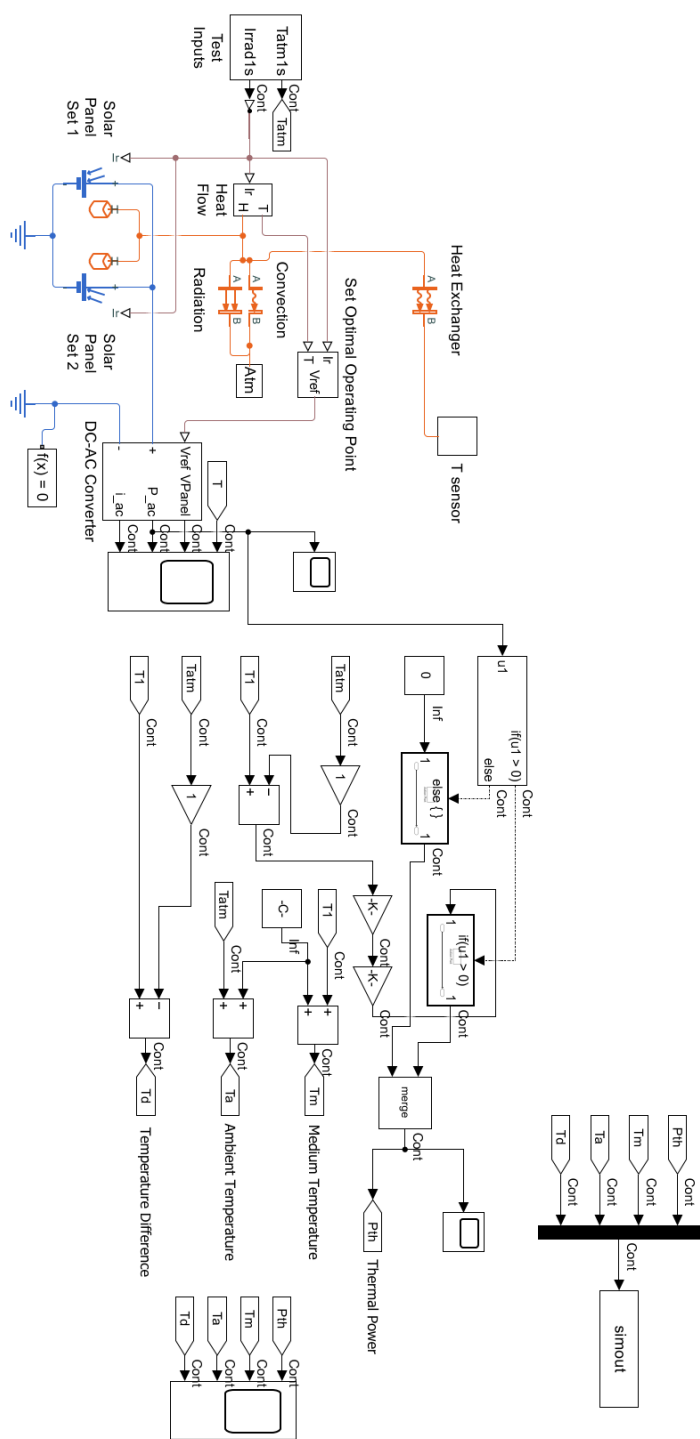 Test
Inputs
Tatm1s
Irrad1s
Cont
Cont
Tatm
Solar
Panel
Set 1
Ir
+
H
Ir
T
H
Heat
Flow
A
B
Convection
A
B
Radiation
Atm
Heat Exchanger
A
B
T sensor
Set Optimal Operating Point
Ir
T
Vref
H
+
Ir
Solar
Panel
Set 2
f(x) = 0
DC-AC Converter
Vref
VPanel
+
P_ac
-
i_ac
T
Cont
Cont
Cont
Cont
u1
if(u1 > 0)
else
Cont
Cont
0
Inf
1
else { }
1
Cont
1
if(u1 > 0)
1
Cont
Tatm
Cont
1
Cont
T1
Cont
−
+
Cont
-K-
Cont
-K-
Cont
merge
Cont
Pth
Thermal Power
T1
Cont
-C-
Inf
+
+
Cont
Tm
Medium Temperature
Tatm
Cont
+
+
Cont
Ta
Ambient Temperature
Tatm
Cont
1
Cont
T1
Cont
−
+
Cont
Td
Temperature Difference
Pth
Cont
Tm
Cont
Ta
Cont
Td
Cont
Cont
simout
Pth
Cont
Tm
Cont
Ta
Cont
Td
Cont